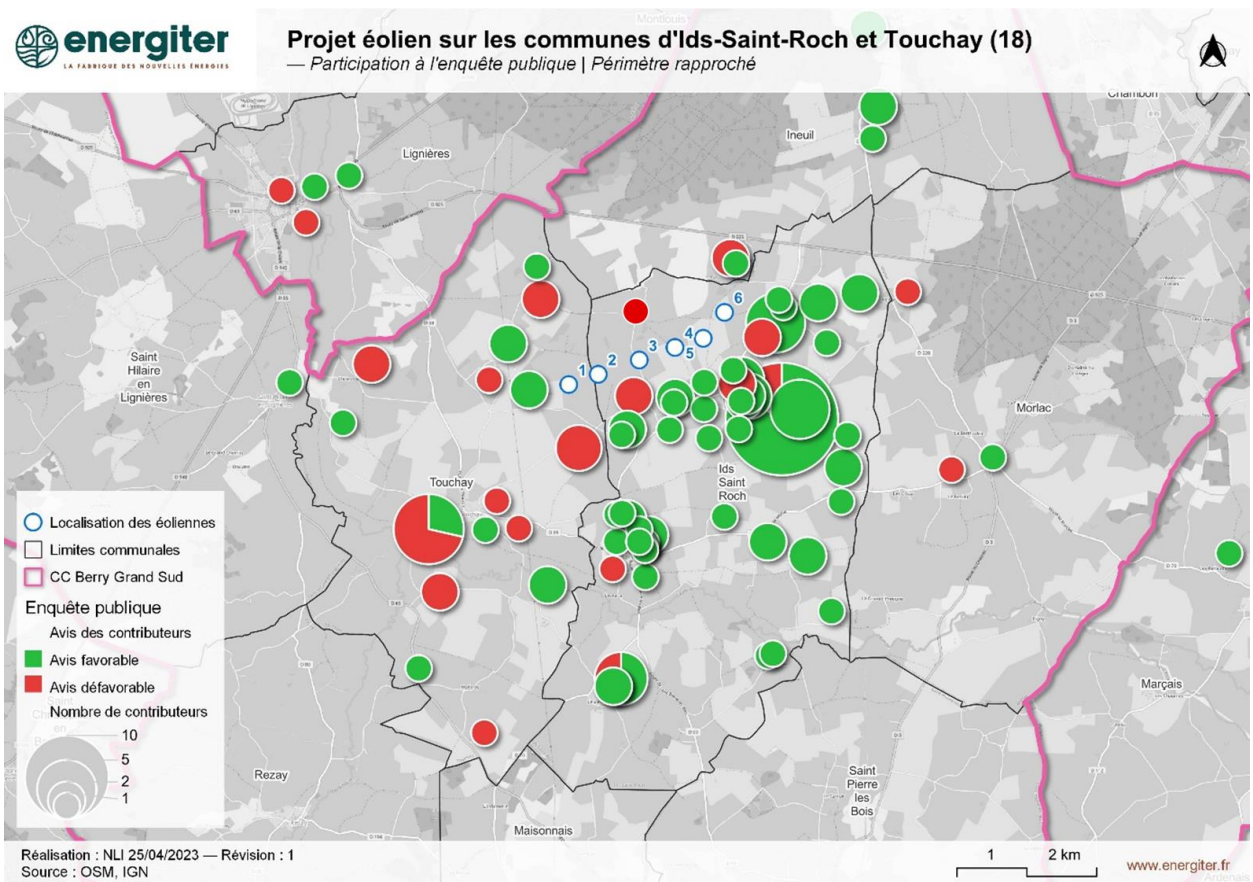 energiter
LA FABRIQUE DES NOUVELLES ÉNERGIES
Projet éolien sur les communes d'Ids-Saint-Roch et Touchay (18)
— Participation à l'enquête publique | Périmètre rapproché
Montlouis
Chambon
Ineuil
Lignières
6
4
3
5
2
1
Saint
Hilaire
en
Lignières
Morlac
Touchay
Ids
Saint
Roch
Localisation des éoliennes
Limites communales
CC Berry Grand Sud
Enquête publique
Avis des contributeurs
Avis favorable
Avis défavorable
Nombre de contributeurs
10
5
2
1
Marçais
Rezay
Saint
Pierre
les
Bois
Maisonnais
Réalisation : NLI 25/04/2023 — Révision : 1
Source : OSM, IGN
1 2 km
www.energiter.fr